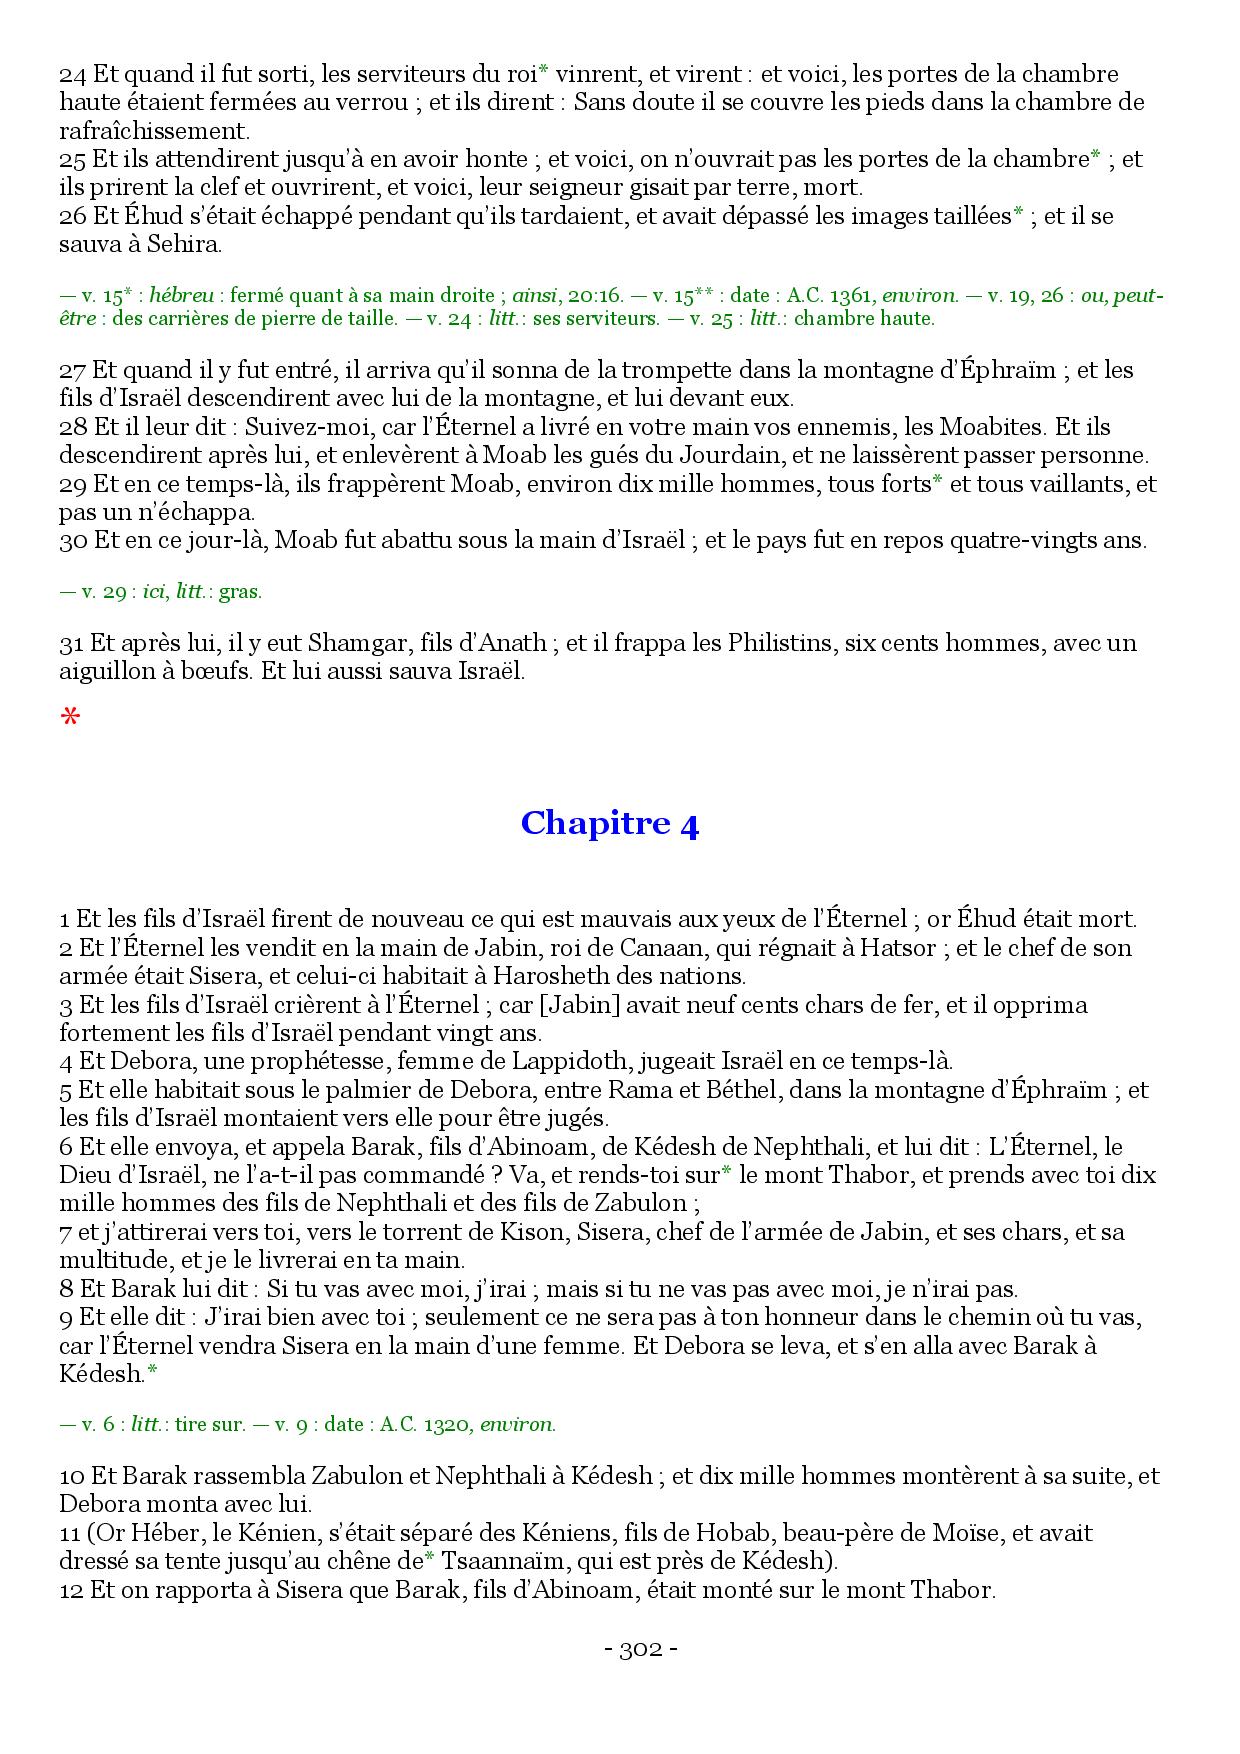 24 Et quand il fut sorti, les serviteurs du roi* vinrent, et virent : et voici, les portes de la chambre
haute étaient fermées au verrou ; et ils dirent : Sans doute il se couvre les pieds dans la chambre de
rafraîchissement.
25 Et ils attendirent jusqu’à en avoir honte ; et voici, on n’ouvrait pas les portes de la chambre* ; et
ils prirent la clef et ouvrirent, et voici, leur seigneur gisait par terre, mort.
26 Et Éhud s’était échappé pendant qu’ils tardaient, et avait dépassé les images taillées* ; et il se
sauva à Sehira.
— v. 15* : hébreu : fermé quant à sa main droite ; ainsi, 20:16. — v. 15** : date : A.C. 1361, environ. — v. 19, 26 : ou, peut-
être : des carrières de pierre de taille. — v. 24 : litt.: ses serviteurs. — v. 25 : litt.: chambre haute.
27 Et quand il y fut entré, il arriva qu’il sonna de la trompette dans la montagne d’Éphraïm ; et les
fils d’Israël descendirent avec lui de la montagne, et lui devant eux.
28 Et il leur dit : Suivez-moi, car l’Éternel a livré en votre main vos ennemis, les Moabites. Et ils
descendirent après lui, et enlevèrent à Moab les gués du Jourdain, et ne laissèrent passer personne.
29 Et en ce temps-là, ils frappèrent Moab, environ dix mille hommes, tous forts* et tous vaillants, et
pas un n’échappa.
30 Et en ce jour-là, Moab fut abattu sous la main d’Israël ; et le pays fut en repos quatre-vingts ans.
— v. 29 : ici, litt.: gras.
31 Et après lui, il y eut Shamgar, fils d’Anath ; et il frappa les Philistins, six cents hommes, avec un
aiguillon à bœufs. Et lui aussi sauva Israël.
*
Chapitre 4
1 Et les fils d’Israël firent de nouveau ce qui est mauvais aux yeux de l’Éternel ; or Éhud était mort.
2 Et l’Éternel les vendit en la main de Jabin, roi de Canaan, qui régnait à Hatsor ; et le chef de son
armée était Sisera, et celui-ci habitait à Harosheth des nations.
3 Et les fils d’Israël crièrent à l’Éternel ; car [Jabin] avait neuf cents chars de fer, et il opprima
fortement les fils d’Israël pendant vingt ans.
4 Et Debora, une prophétesse, femme de Lappidoth, jugeait Israël en ce temps-là.
5 Et elle habitait sous le palmier de Debora, entre Rama et Béthel, dans la montagne d’Éphraïm ; et
les fils d’Israël montaient vers elle pour être jugés.
6 Et elle envoya, et appela Barak, fils d’Abinoam, de Kédesh de Nephthali, et lui dit : L’Éternel, le
Dieu d’Israël, ne l’a-t-il pas commandé ? Va, et rends-toi sur* le mont Thabor, et prends avec toi dix
mille hommes des fils de Nephthali et des fils de Zabulon ;
7 et j’attirerai vers toi, vers le torrent de Kison, Sisera, chef de l’armée de Jabin, et ses chars, et sa
multitude, et je le livrerai en ta main.
8 Et Barak lui dit : Si tu vas avec moi, j’irai ; mais si tu ne vas pas avec moi, je n’irai pas.
9 Et elle dit : J’irai bien avec toi ; seulement ce ne sera pas à ton honneur dans le chemin où tu vas,
car l’Éternel vendra Sisera en la main d’une femme. Et Debora se leva, et s’en alla avec Barak à
Kédesh.*
— v. 6 : litt.: tire sur. — v. 9 : date : A.C. 1320, environ.
10 Et Barak rassembla Zabulon et Nephthali à Kédesh ; et dix mille hommes montèrent à sa suite, et
Debora monta avec lui.
11 (Or Héber, le Kénien, s’était séparé des Kéniens, fils de Hobab, beau-père de Moïse, et avait
dressé sa tente jusqu’au chêne de* Tsaannaïm, qui est près de Kédesh).
12 Et on rapporta à Sisera que Barak, fils d’Abinoam, était monté sur le mont Thabor.
- 302 -